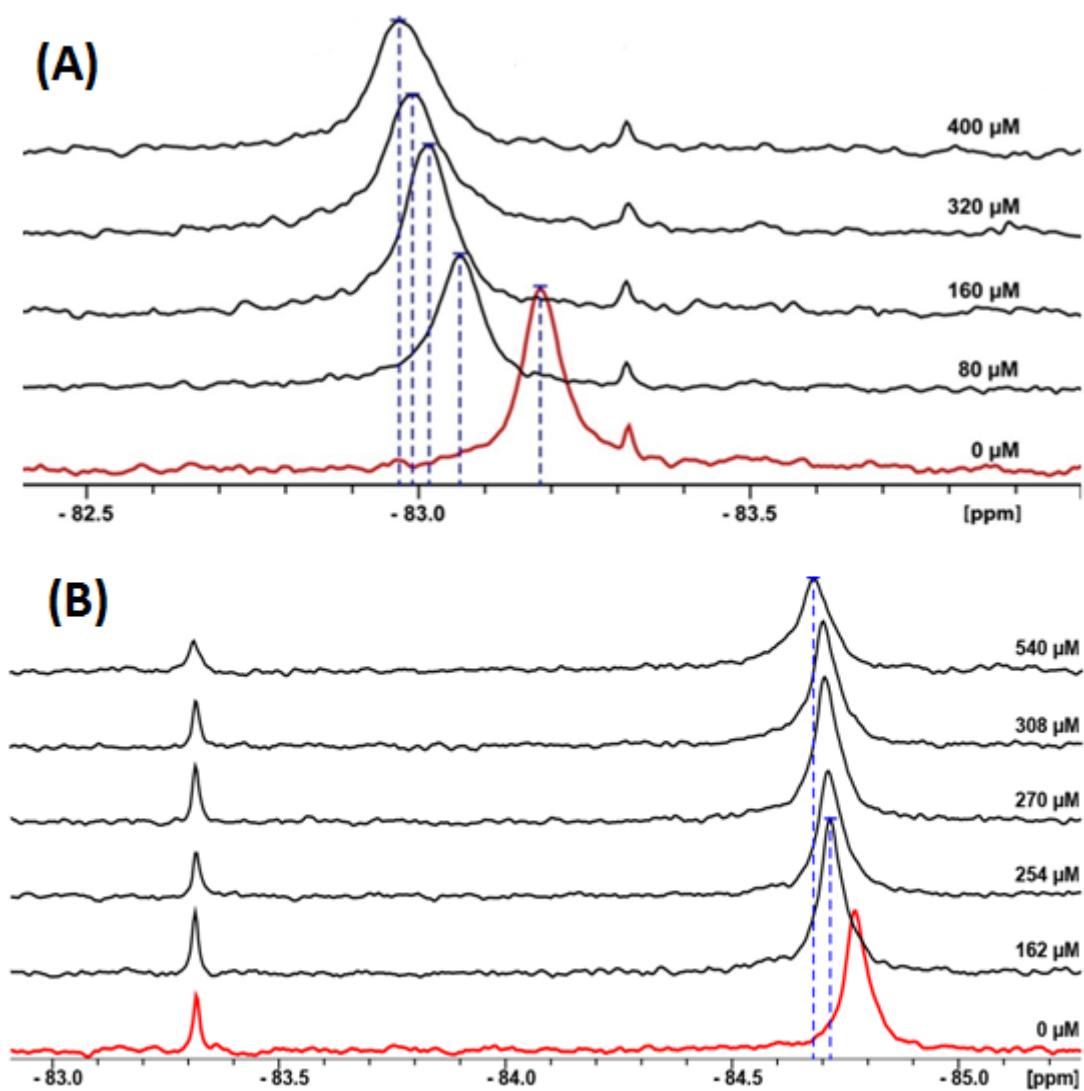 (A)
400 µM
320 µM
160 µM
80 µM
0 µM
- 82.5 - 83.0 - 83.5 [ppm]
(B)
540 µM
308 µM
270 µM
254 µM
162 µM
0 µM
- 83.0 - 83.5 - 84.0 - 84.5 - 85.0 [ppm]